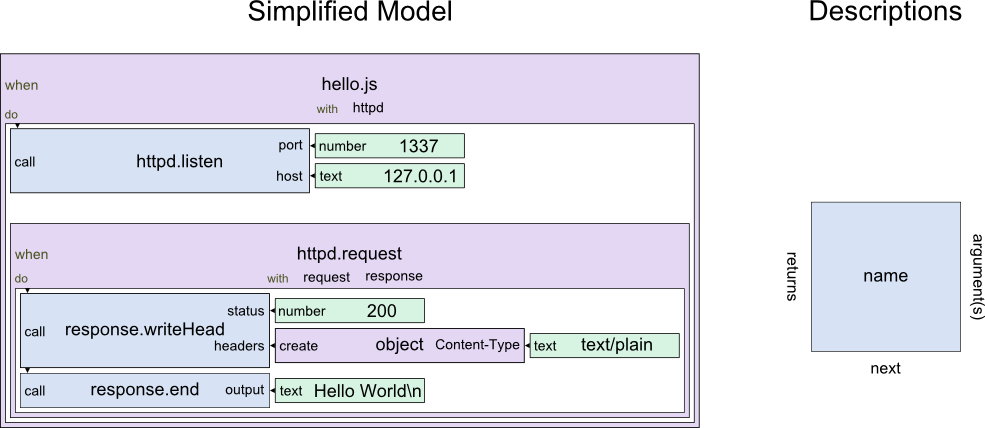 Simplified Model
Descriptions
when hello.js
do with httpd
call httpd.listen port number 1337
host text 127.0.0.1
when httpd.request
do with request response
call response.writeHead status number 200
headers create object Content-Type text text/plain
call response.end output text Hello World\n
returns name argument(s)
next